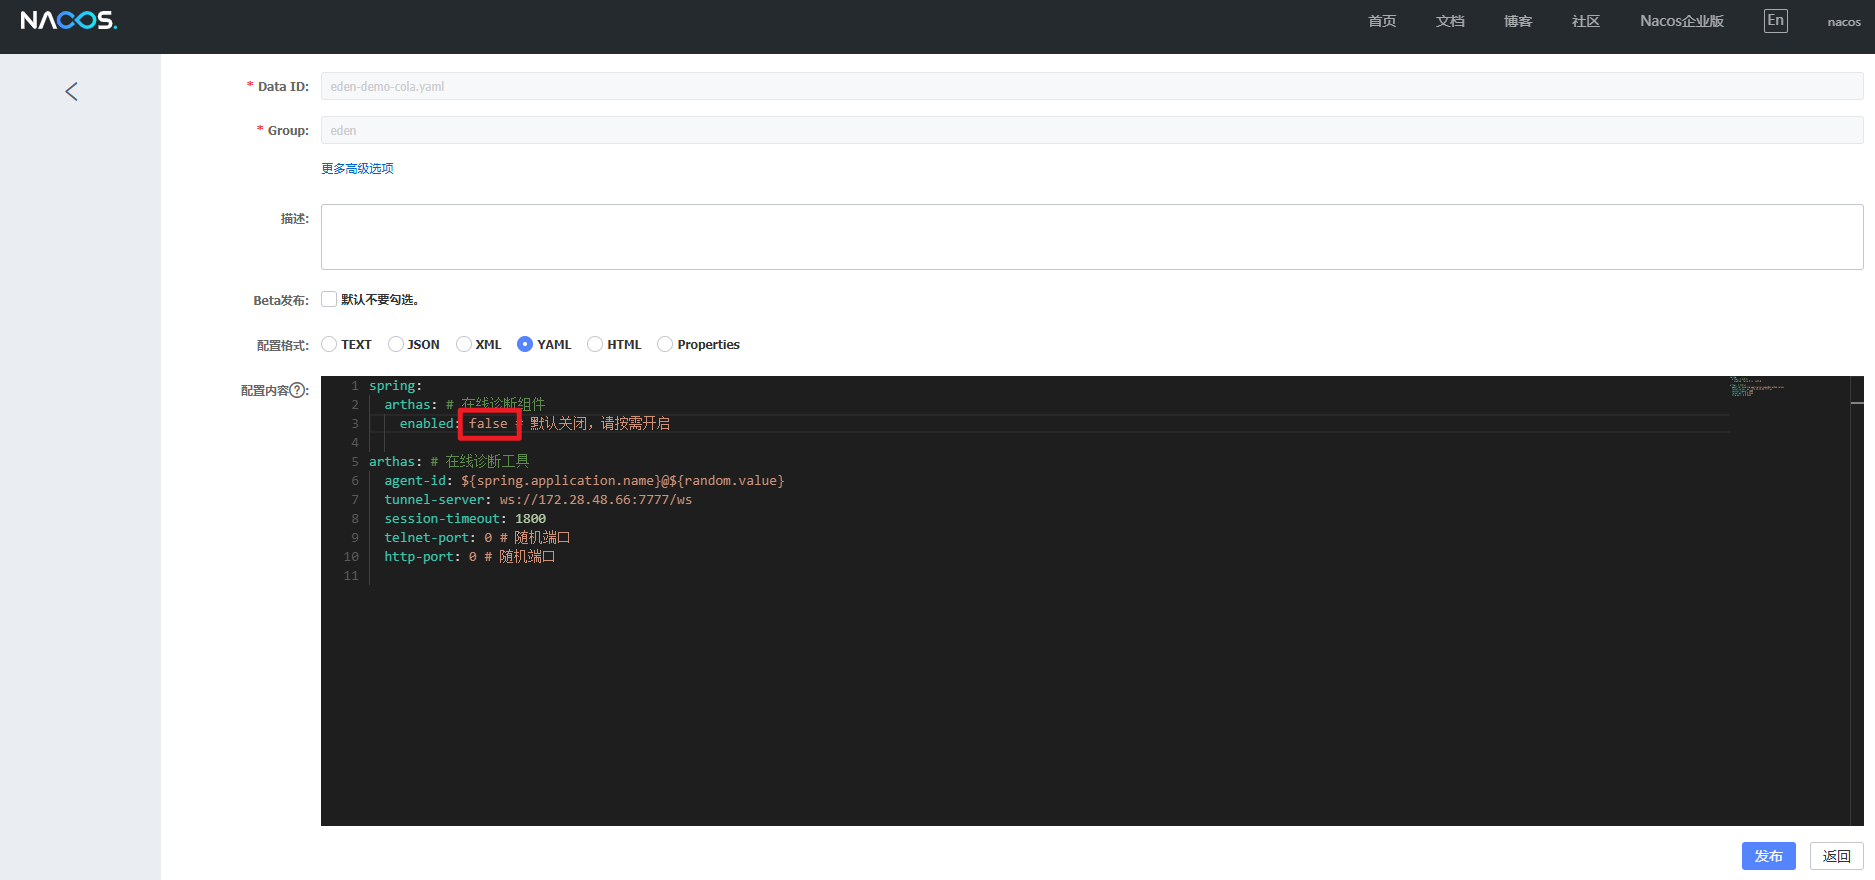 NACOS.
首页 文档 博客 社区 Nacos企业版 En nacos
* Data ID: eden-demo-cola.yaml
* Group: eden
更多高级选项
描述:
Beta发布: 默认不要勾选。
配置格式: TEXT JSON XML YAML HTML Properties
配置内容?:
1 spring:
2 arthas: # 在线诊断组件
3 enabled: false # 默认关闭，请按需开启
4
5 arthas: # 在线诊断工具
6 agent-id: ${spring.application.name}@${random.value}
7 tunnel-server: ws://172.28.48.66:7777/ws
8 session-timeout: 1800
9 telnet-port: 0 # 随机端口
10 http-port: 0 # 随机端口
11
发布 返回